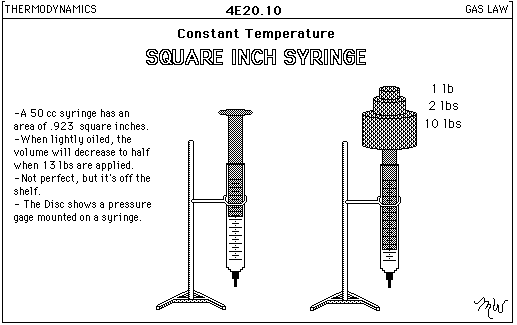 THERMODYNAMICS 4E20.10 GAS LAW
Constant Temperature
SQUARE INCH SYRINGE
1 lb
2 lbs
10 lbs
-A 50 cc syringe has an
area of .923 square inches.
-When lightly oiled, the
volume will decrease to half
when 13 lbs are applied.
-Not perfect, but it's off the
shelf.
- The Disc shows a pressure
gage mounted on a syringe.
MW